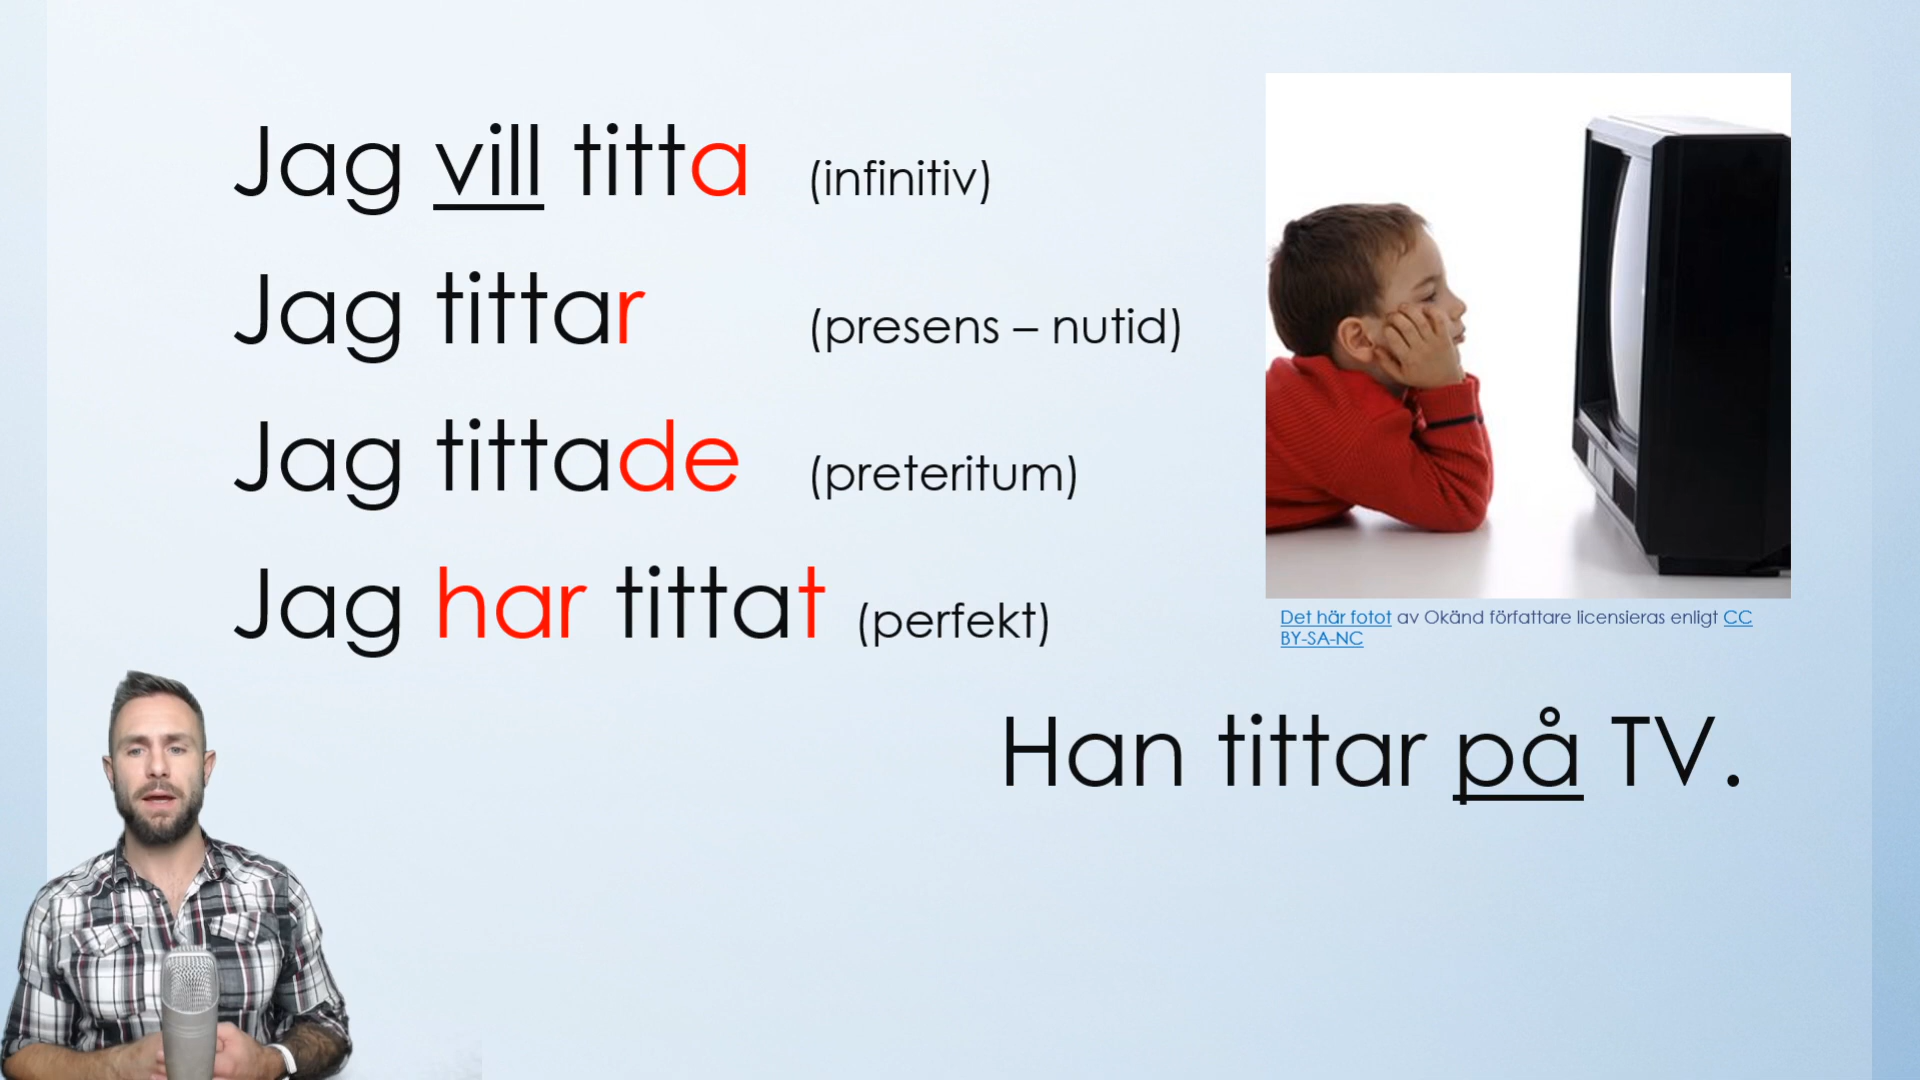 Jag vill titta (infinitiv)
Jag tittar (presens – nutid)
Jag tittade (preteritum)
Jag har tittat (perfekt)
Det här fotot av Okänd författare licensieras enligt CC
BY-SA-NC
Han tittar på TV.